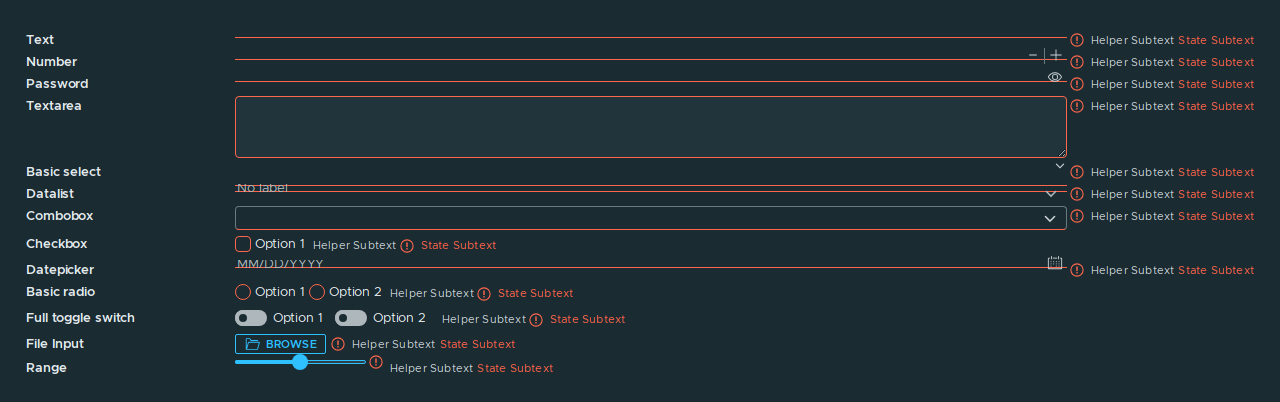 Text Helper Subtext State Subtext
Number Helper Subtext State Subtext
Password Helper Subtext State Subtext
Textarea Helper Subtext State Subtext
Basic select Helper Subtext State Subtext
Datalist No label Helper Subtext State Subtext
Combobox Helper Subtext State Subtext
Checkbox Option 1 Helper Subtext State Subtext
Datepicker MM/DD/YYYY Helper Subtext State Subtext
Basic radio Option 1 Option 2 Helper Subtext State Subtext
Full toggle switch Option 1 Option 2 Helper Subtext State Subtext
File Input BROWSE Helper Subtext State Subtext
Range Helper Subtext State Subtext